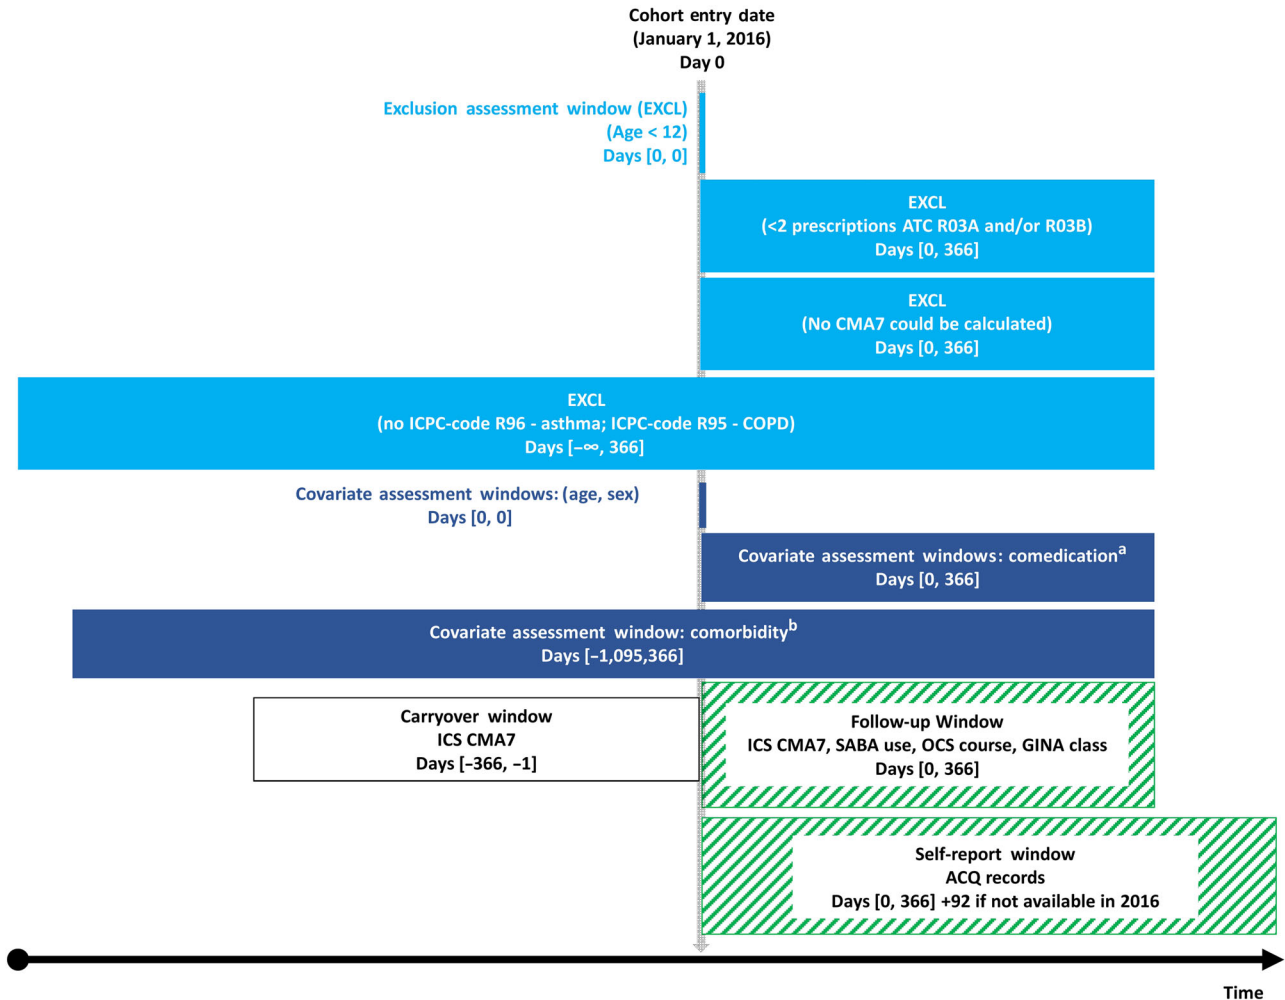 Cohort entry date
(January 1, 2016)
Day 0
Exclusion assessment window (EXCL)
(Age < 12)
Days [0, 0]
EXCL
(<2 prescriptions ATC R03A and/or R03B)
Days [0, 366]
EXCL
(No CMA7 could be calculated)
Days [0, 366]
EXCL
(no ICPC-code R96 - asthma; ICPC-code R95 - COPD)
Days [−∞, 366]
Covariate assessment windows: (age, sex)
Days [0, 0]
Covariate assessment windows: comedicationᵃ
Days [0, 366]
Covariate assessment window: comorbidityᵇ
Days [−1,095,366]
Carryover window
ICS CMA7
Days [−366, −1]
Follow-up Window
ICS CMA7, SABA use, OCS course, GINA class
Days [0, 366]
Self-report window
ACQ records
Days [0, 366] +92 if not available in 2016
Time